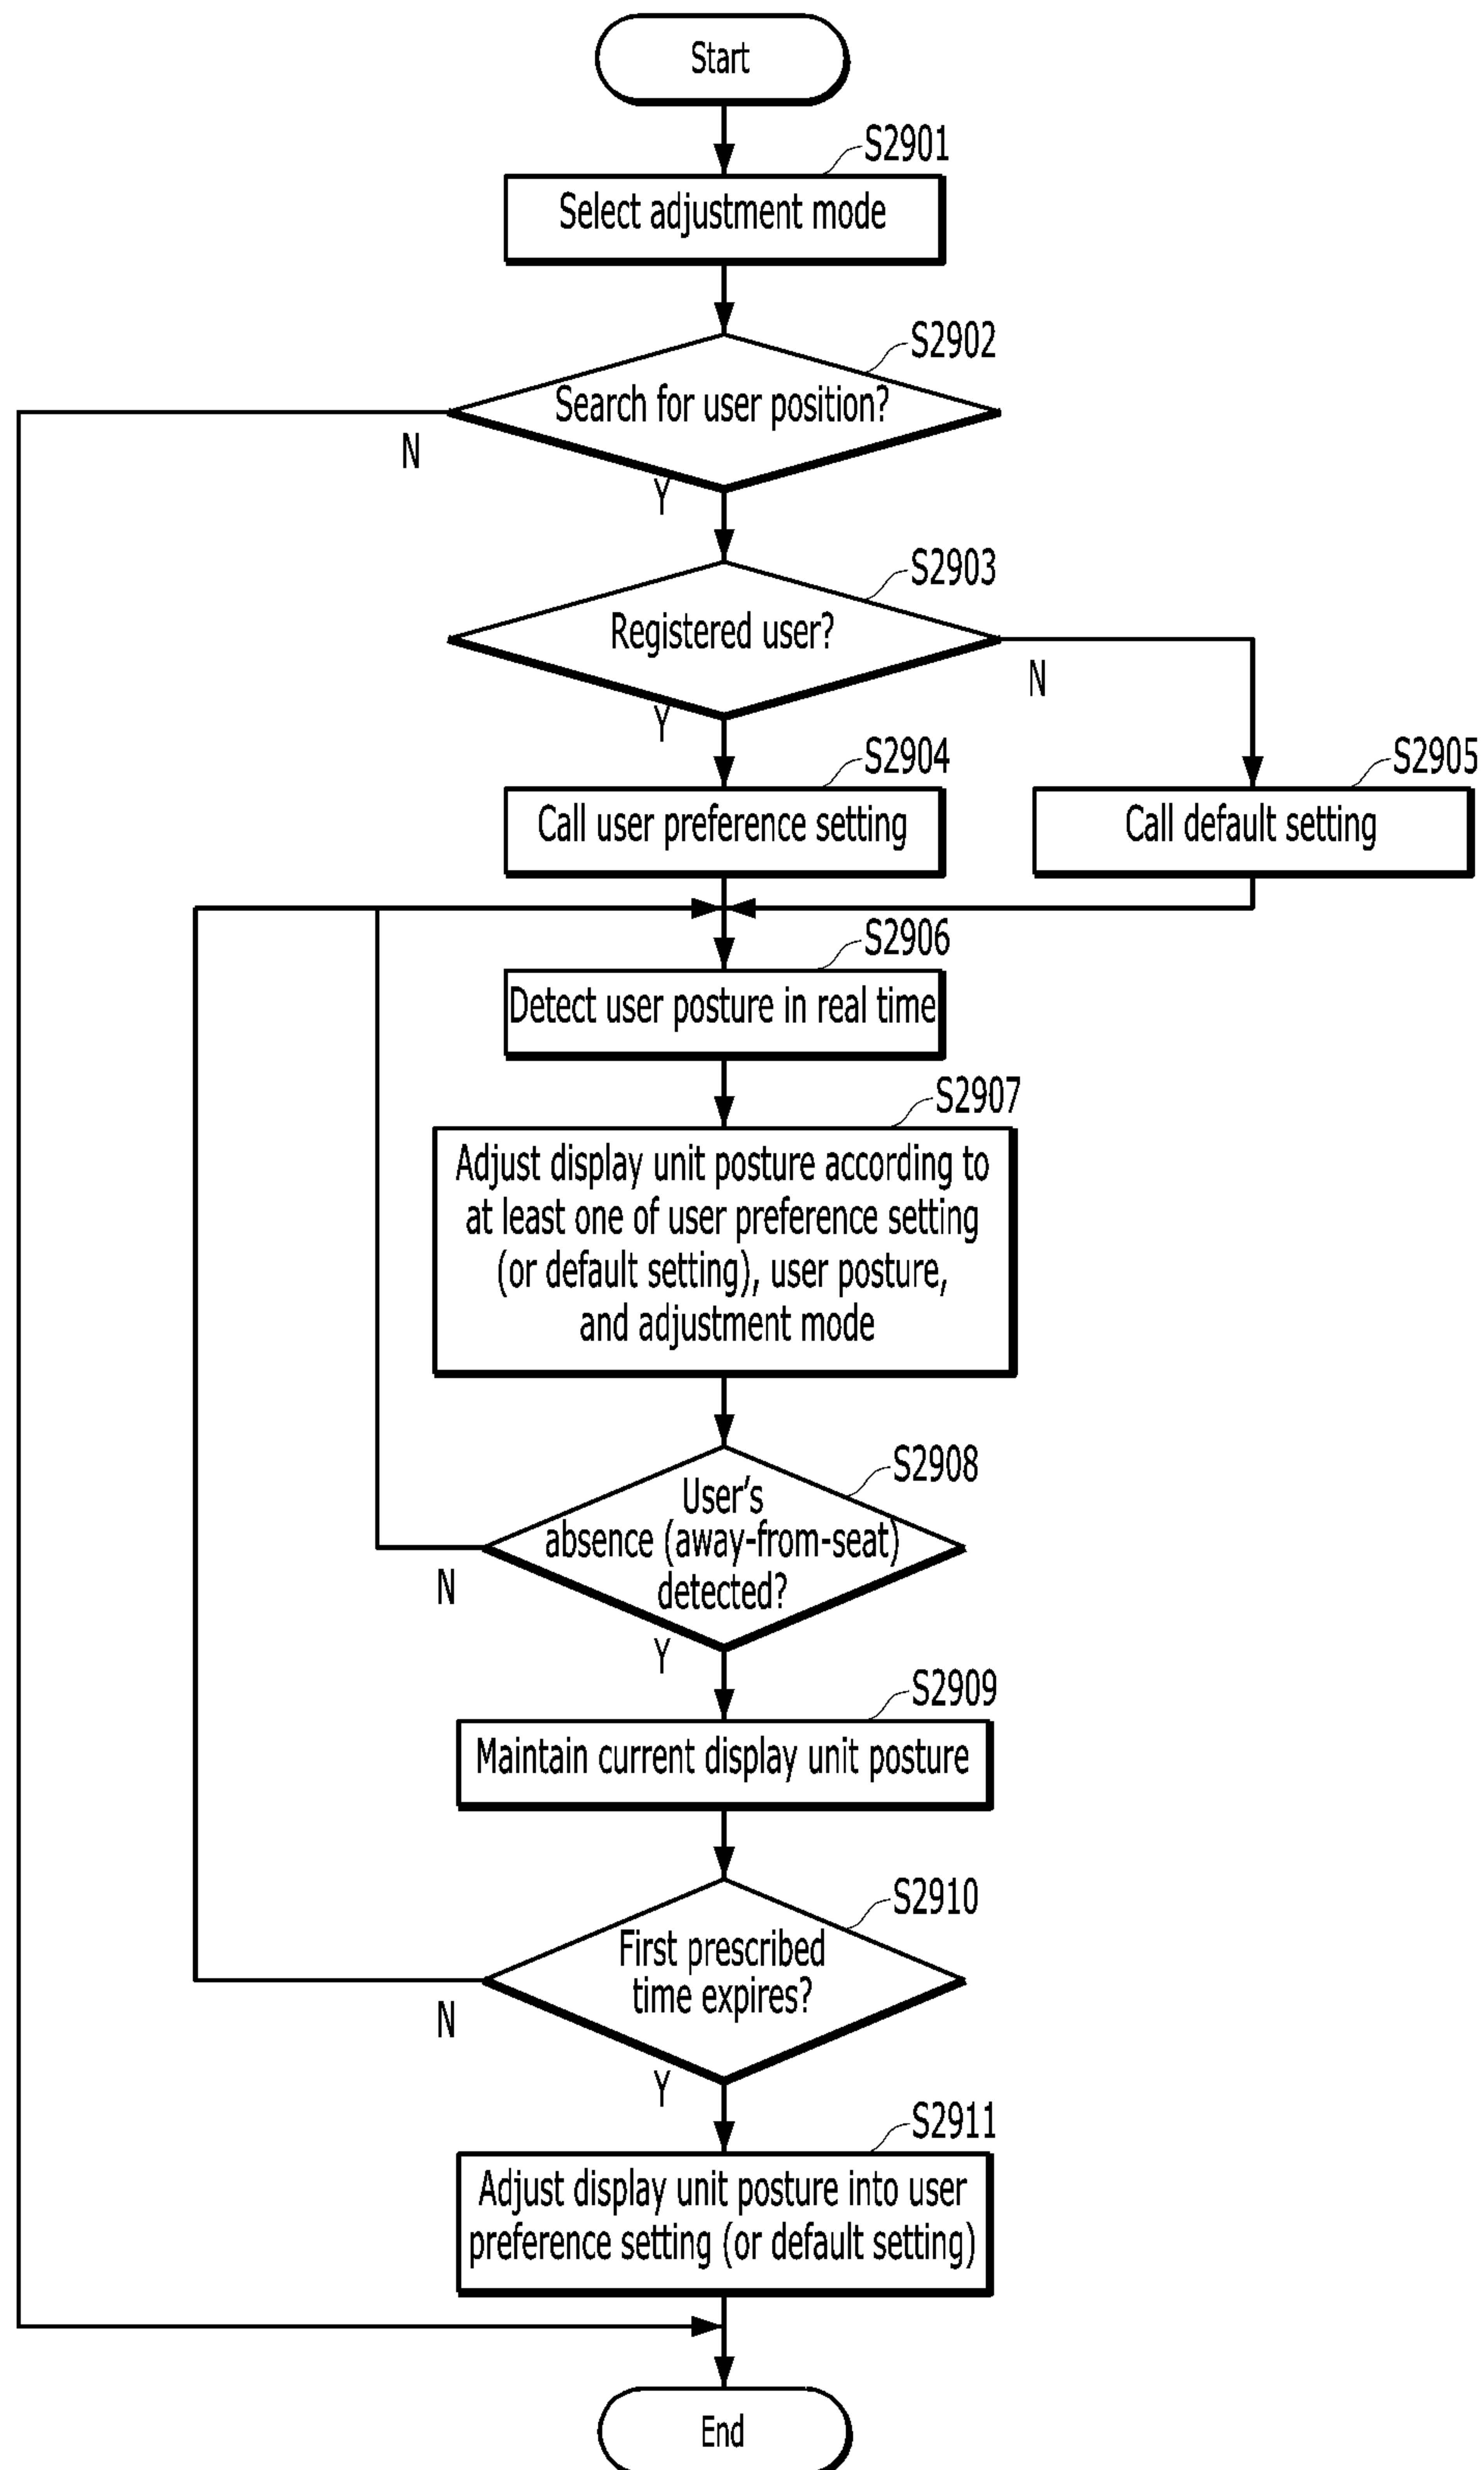 Start
S2901
Select adjustment mode
S2902
Search for user position?
N
Y
S2903
Registered user?
N
Y
S2904
Call user preference setting
S2905
Call default setting
S2906
Detect user posture in real time
S2907
Adjust display unit posture according to
at least one of user preference setting
(or default setting), user posture,
and adjustment mode
S2908
User's
absence (away-from-seat)
detected?
N
Y
S2909
Maintain current display unit posture
S2910
First prescribed
time expires?
N
Y
S2911
Adjust display unit posture into user
preference setting (or default setting)
End